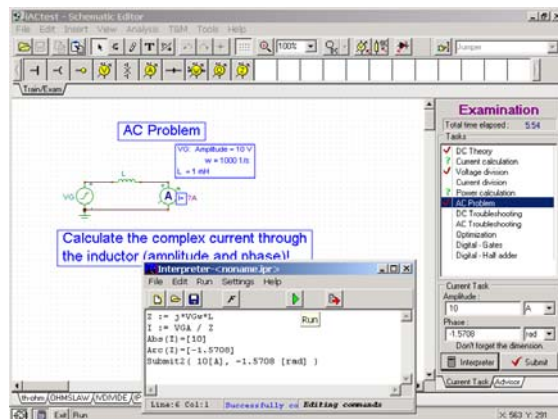 iACtest - Schematic Editor
File Edit Insert View Analysis T&M Tools Help
100%
Jumper
Train/Exam
AC Problem
VG: Amplitude = 10 V
w = 1000 1/s
L = 1 mH
L
VG
A
?A
Calculate the complex current through
the inductor (amplitude and phase)!
Examination
Total time elapsed : 5:54
Tasks
DC Theory
Current calculation
Voltage division
Current division
Power calculation
AC Problem
DC Troubleshooting
AC Troubleshooting
Optimization
Digital - Gates
Digital - Half adder
Current Task
Amplitude :
10 A
Phase :
-1.5708
Don't forget the dimension.
Interpreter Submit
Current Task Advisor
Interpreter-<noname.ipr>
File Edit Run Settings Help
Run
Z := j*VGw*L
I := VGA / Z
Abs(I)=[10]
Arc(I)=[-1.5708]
Submit2( 10[A], -1.5708 [rad] )
Line:6 Col:1 Successfully co Editing commands
OHMSLAW VDIVIDE
Exit Run
X: 563 Y: 291